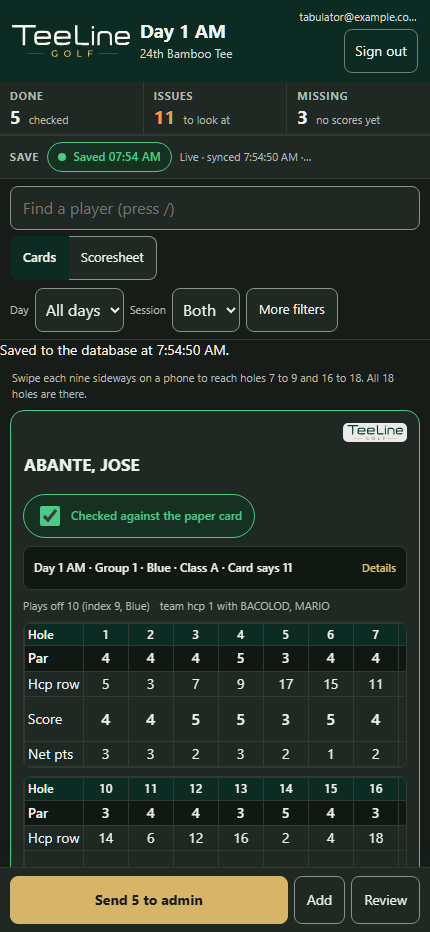 TEELINE
GOLF
Day 1 AM
24th Bamboo Tee
tabulator@example.co...
Sign out
DONE
5 checked
ISSUES
11 to look at
MISSING
3 no scores yet
SAVE
Saved 07:54 AM
Live · synced 7:54:50 AM ·...
Find a player (press /)
Cards
Scoresheet
Day
All days
Session
Both
More filters
Saved to the database at 7:54:50 AM.
Swipe each nine sideways on a phone to reach holes 7 to 9 and 16 to 18. All 18
holes are there.
TEELINE
GOLF
ABANTE, JOSE
Checked against the paper card
Day 1 AM · Group 1 · Blue · Class A · Card says 11
Details
Plays off 10 (index 9, Blue) team hcp 1 with BACOLOD, MARIO
Hole 1 2 3 4 5 6 7
Par 4 4 4 5 3 4 4
Hcp row 5 3 7 9 17 15 11
Score 4 4 5 5 3 5 4
Net pts 3 3 2 3 2 1 2
Hole 10 11 12 13 14 15 16
Par 3 4 4 3 5 4 3
Hcp row 14 6 12 16 2 4 18
Send 5 to admin
Add
Review